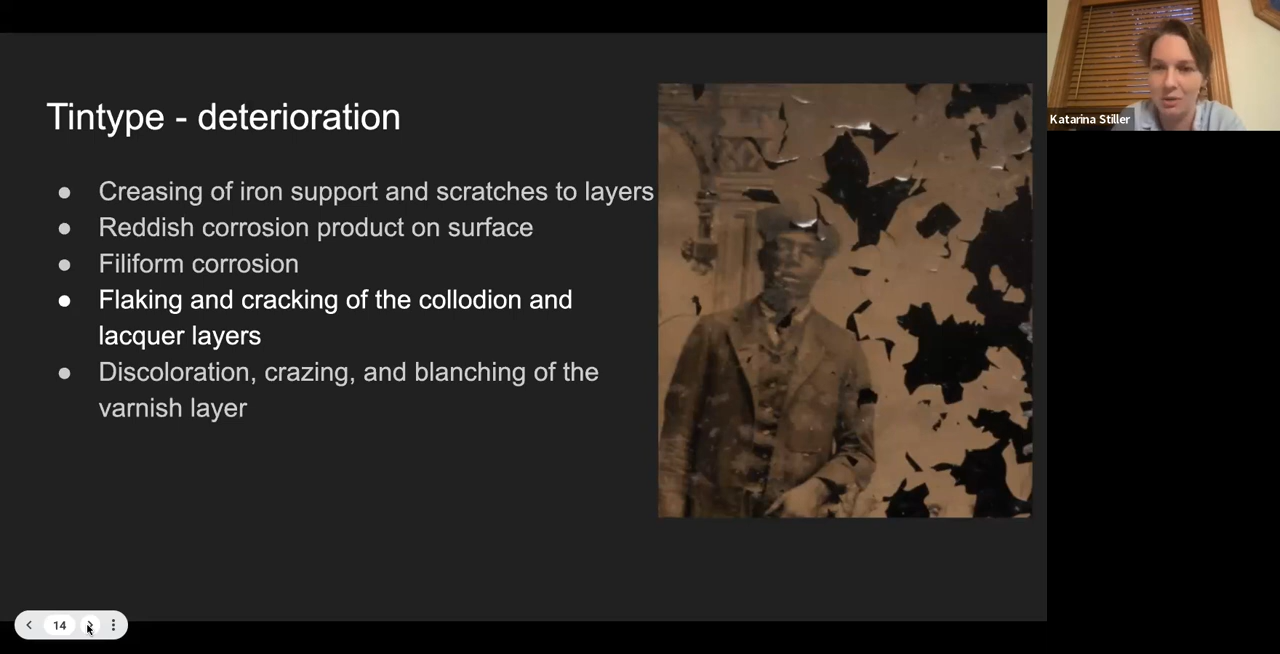 Tintype - deterioration
● Creasing of iron support and scratches to layers
● Reddish corrosion product on surface
● Filiform corrosion
● Flaking and cracking of the collodion and
lacquer layers
● Discoloration, crazing, and blanching of the
varnish layer
Katarina Stiller
14